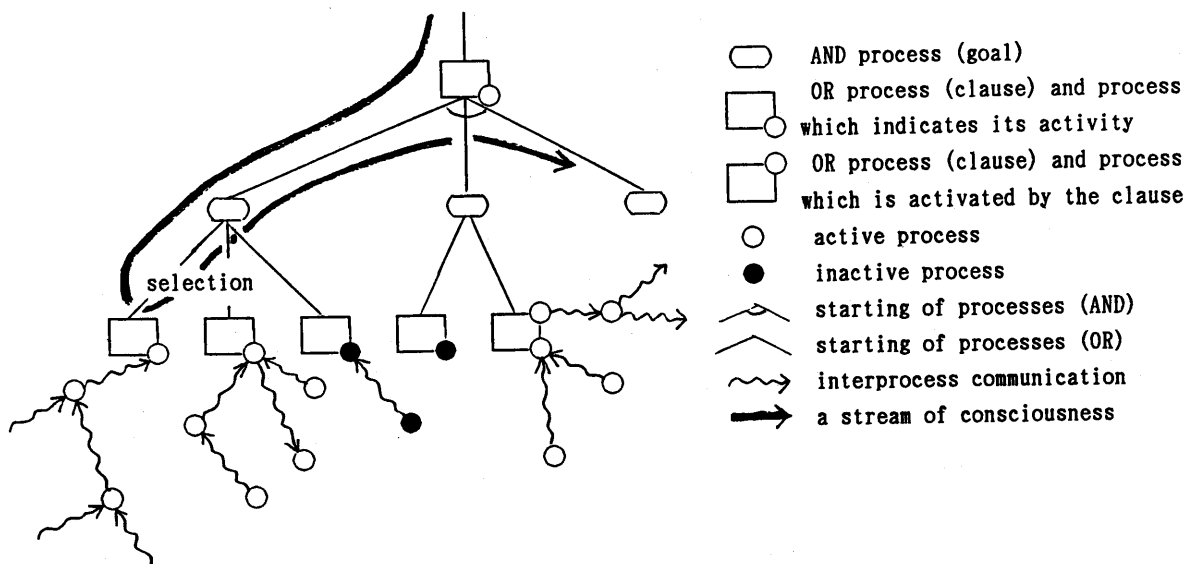 selection
AND process (goal)
OR process (clause) and process
which indicates its activity
OR process (clause) and process
which is activated by the clause
active process
inactive process
starting of processes (AND)
starting of processes (OR)
interprocess communication
a stream of consciousness